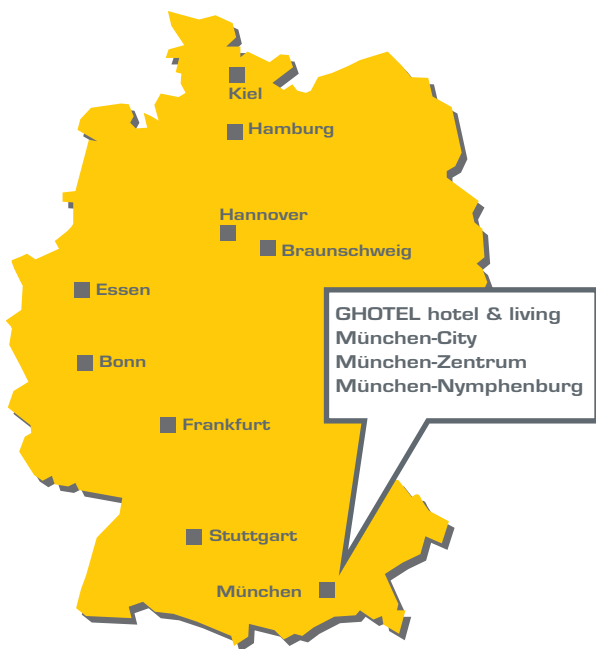 Kiel
Hamburg
Hannover
Braunschweig
Essen
GHOTEL hotel & living
München-City
München-Zentrum
München-Nymphenburg
Bonn
Frankfurt
Stuttgart
München